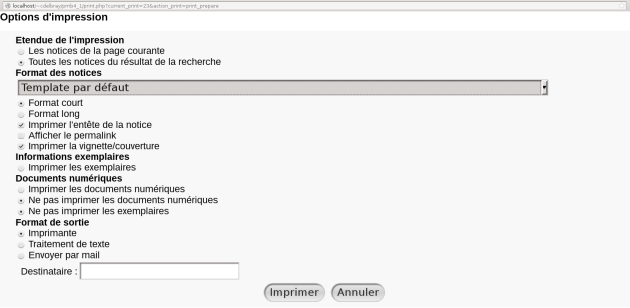 localhost/~cdelbray/pmb4_1/print.php?current_print=23&action_print=print_prepare
Options d'impression
Etendue de l'impression
Les notices de la page courante
Toutes les notices du résultat de la recherche
Format des notices
Template par défaut
Format court
Format long
Imprimer l'entête de la notice
Afficher le permalink
Imprimer la vignette/couverture
Informations exemplaires
Imprimer les exemplaires
Documents numériques
Imprimer les documents numériques
Ne pas imprimer les documents numériques
Ne pas imprimer les exemplaires
Format de sortie
Imprimante
Traitement de texte
Envoyer par mail
Destinataire :
Imprimer Annuler